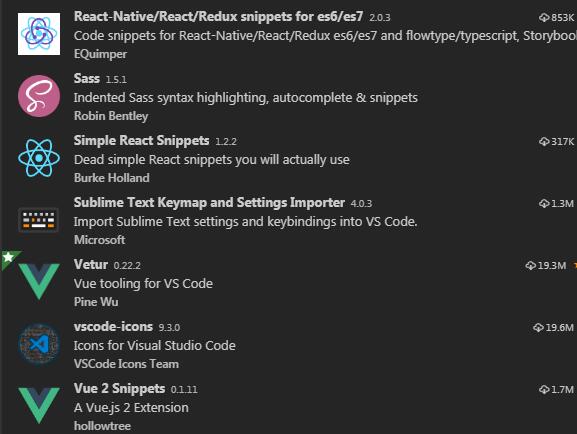 React-Native/React/Redux snippets for es6/es7 2.0.3 853K
Code snippets for React-Native/React/Redux es6/es7 and flowtype/typescript, Storybook
EQuimper
Sass 1.5.1
Indented Sass syntax highlighting, autocomplete & snippets
Robin Bentley
Simple React Snippets 1.2.2 317K
Dead simple React snippets you will actually use
Burke Holland
Sublime Text Keymap and Settings Importer 4.0.3 1.3M
Import Sublime Text settings and keybindings into VS Code.
Microsoft
Vetur 0.22.2 19.3M
Vue tooling for VS Code
Pine Wu
vscode-icons 9.3.0 19.6M
Icons for Visual Studio Code
VSCode Icons Team
Vue 2 Snippets 0.1.11 1.7M
A Vue.js 2 Extension
hollowtree